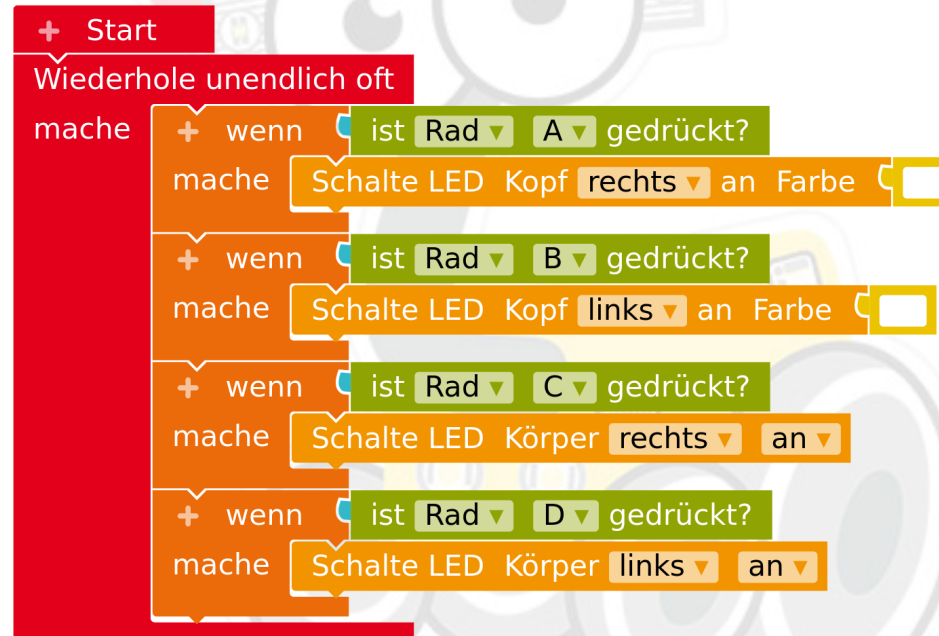 + Start
Wiederhole unendlich oft
mache + wenn ist Rad A gedrückt?
mache Schalte LED Kopf rechts an Farbe
+ wenn ist Rad B gedrückt?
mache Schalte LED Kopf links an Farbe
+ wenn ist Rad C gedrückt?
mache Schalte LED Körper rechts an
+ wenn ist Rad D gedrückt?
mache Schalte LED Körper links an